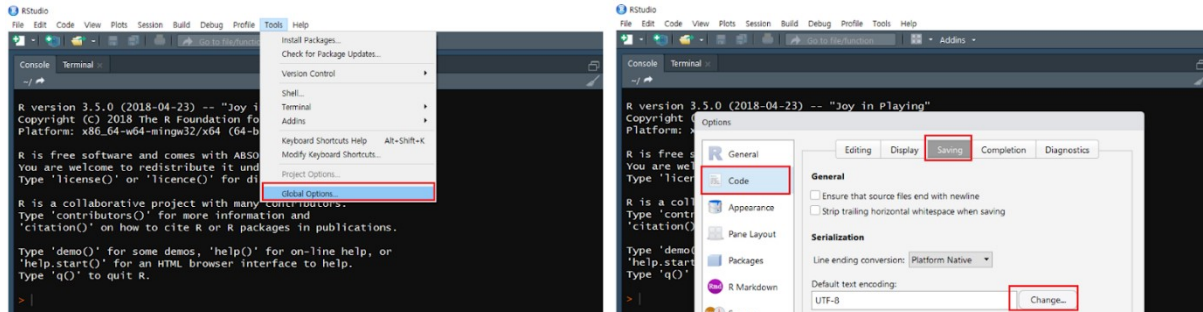 RStudio
File Edit Code View Plots Session Build Debug Profile Tools Help
Go to file/function
Install Packages...
Check for Package Updates...
Version Control
Shell...
Terminal
Addins
Keyboard Shortcuts Help Alt+Shift+K
Modify Keyboard Shortcuts...
Project Options...
Global Options...
Console Terminal
~/
R version 3.5.0 (2018-04-23) -- "Joy i
Copyright (C) 2018 The R Foundation fo
Platform: x86_64-w64-mingw32/x64 (64-b
R is free software and comes with ABSO
You are welcome to redistribute it und
Type 'license()' or 'licence()' for di
R is a collaborative project with many contributors.
Type 'contributors()' for more information and
'citation()' on how to cite R or R packages in publications.
Type 'demo()' for some demos, 'help()' for on-line help, or
'help.start()' for an HTML browser interface to help.
Type 'q()' to quit R.
>
RStudio
File Edit Code View Plots Session Build Debug Profile Tools Help
Go to file/function Addins
Console Terminal
~/
R version 3.5.0 (2018-04-23) -- "Joy in Playing"
Copyright (
Platform: x
R is free s
You are wel
Type 'licen
R is a coll
Type 'contr
'citation()
Type 'demo(
'help.start
Type 'q()'
>
Options
General
Code
Appearance
Pane Layout
Packages
R Markdown
Editing Display Saving Completion Diagnostics
General
Ensure that source files end with newline
Strip trailing horizontal whitespace when saving
Serialization
Line ending conversion: Platform Native
Default text encoding:
UTF-8 Change...